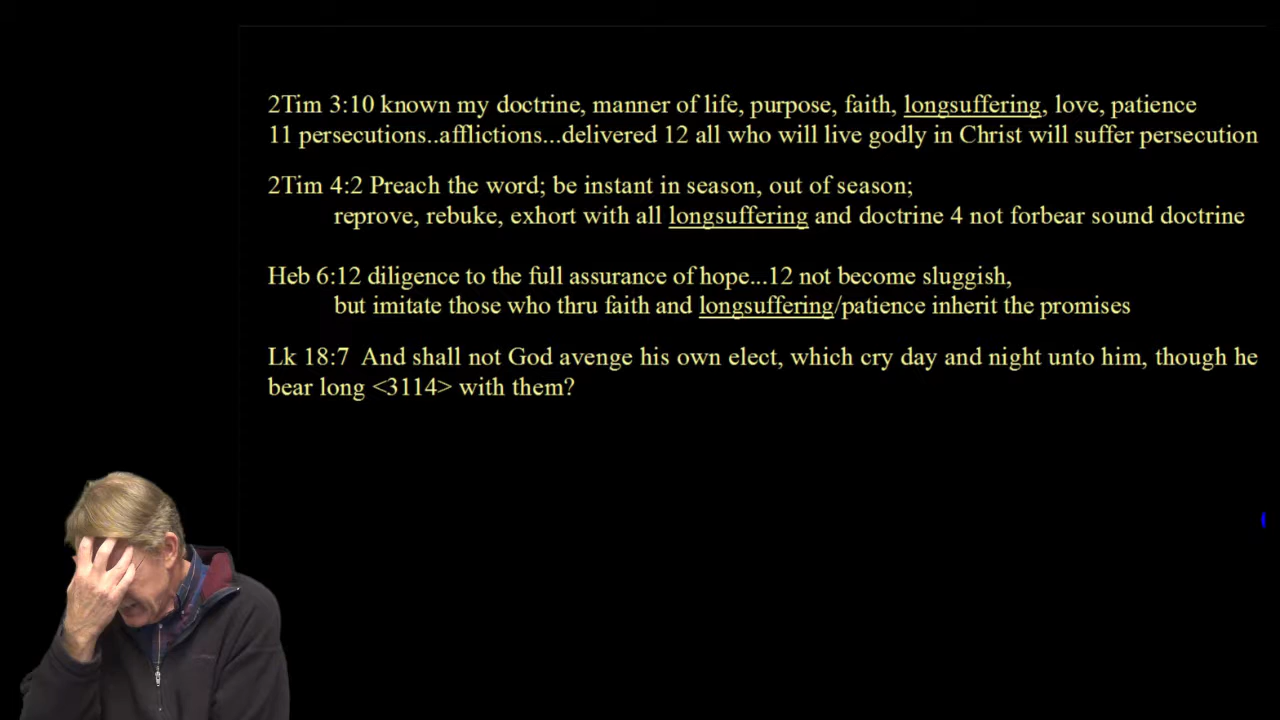 2Tim 3:10 known my doctrine, manner of life, purpose, faith, longsuffering, love, patience
11 persecutions..afflictions...delivered 12 all who will live godly in Christ will suffer persecution
2Tim 4:2 Preach the word; be instant in season, out of season;
reprove, rebuke, exhort with all longsuffering and doctrine 4 not forbear sound doctrine
Heb 6:12 diligence to the full assurance of hope...12 not become sluggish,
but imitate those who thru faith and longsuffering/patience inherit the promises
Lk 18:7 And shall not God avenge his own elect, which cry day and night unto him, though he
bear long <3114> with them?